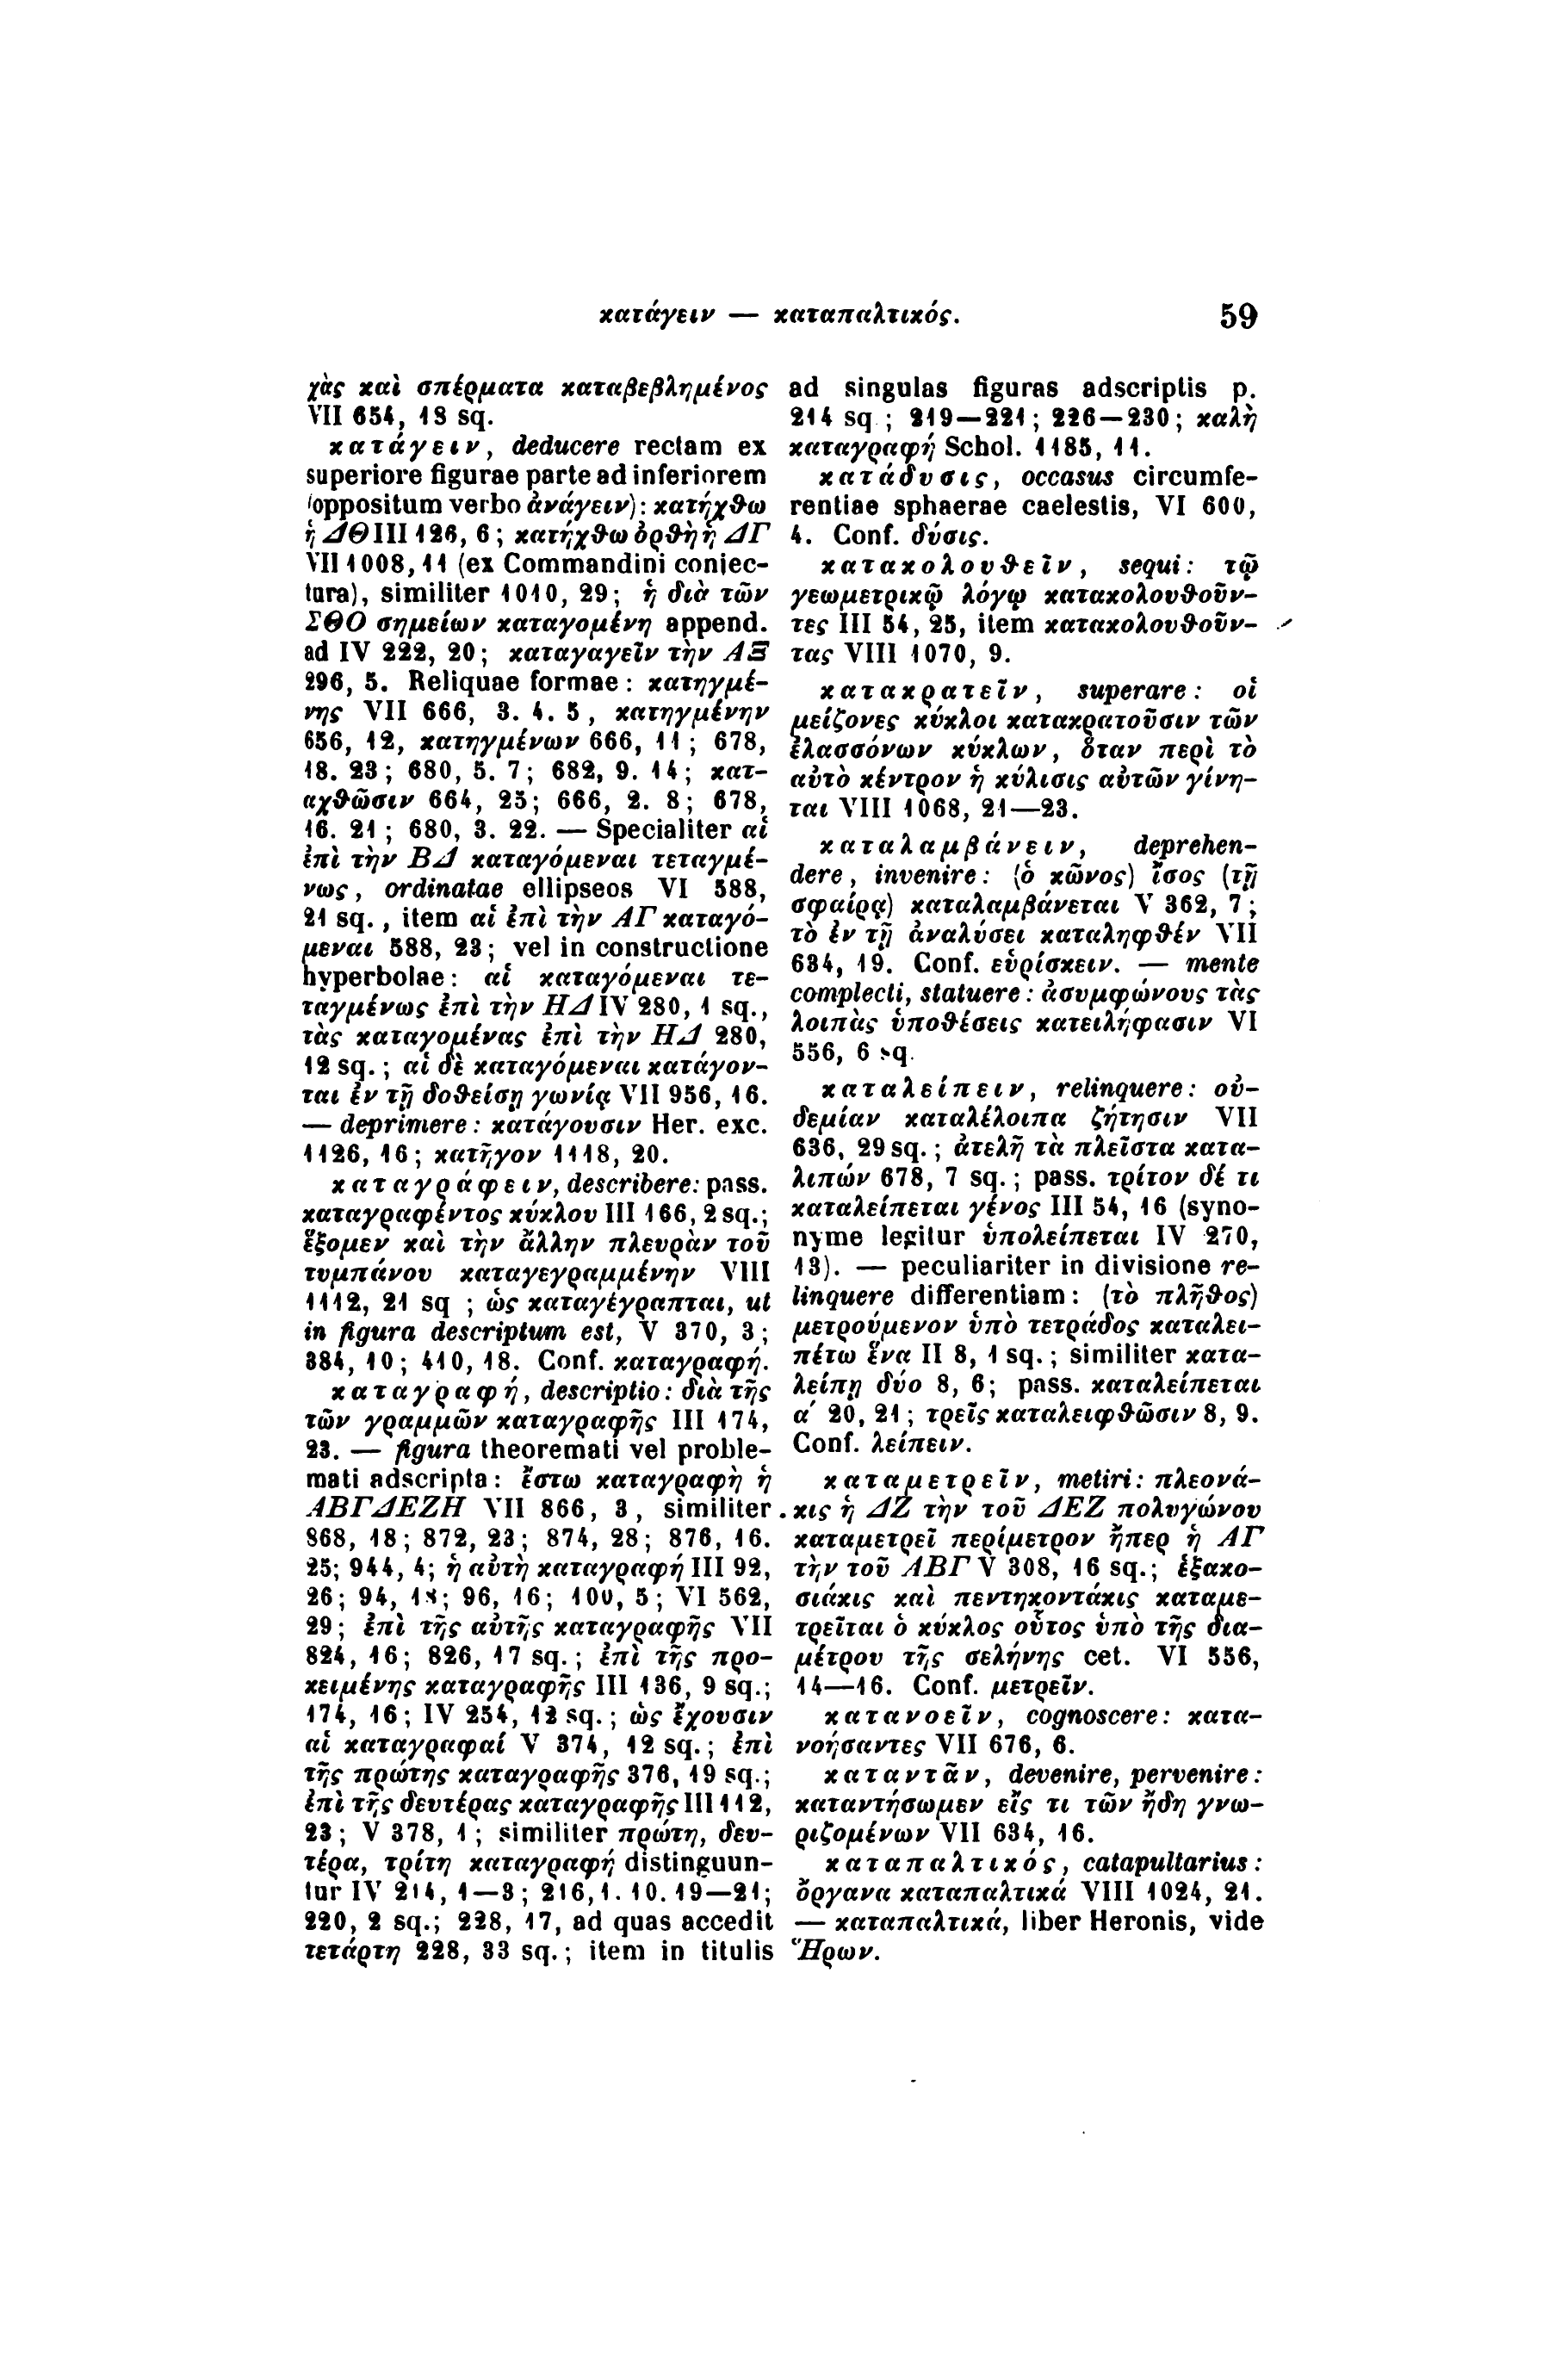 κατάγειν — καταπαλτικός. 59
χὰς καὶ σπέρματα καταβεβλημένος
VII 654, 18 sq.
κατάγειν, deducere rectam ex
superiore figurae parte ad inferiorem
(oppositum verbo ἀνάγειν): κατήχθω
ἡ ΔΘ III 126, 6; κατήχθω ὀρθὴ ἡ ΔΓ
VII 1008, 11 (ex Commandini coniec-
tura), similiter 1010, 29; ἡ διὰ τῶν
ΣΘΟ σημείων καταγομένη append.
ad IV 222, 20; καταγαγεῖν τὴν ΑΞ
296, 5. Reliquae formae: κατηγμέ-
νης VII 666, 3. 4. 5, κατηγμένην
656, 12, κατηγμένων 666, 11; 678,
18. 23; 680, 5. 7; 682, 9. 14; κατ-
αχθῶσιν 664, 25; 666, 2. 8; 678,
16. 21; 680, 3. 22. — Specialiter αἱ
ἐπὶ τὴν ΒΔ καταγόμεναι τεταγμέ-
νως, ordinatae ellipseos VI 588,
21 sq., item αἱ ἐπὶ τὴν ΑΓ καταγό-
μεναι 588, 23; vel in constructione
hyperbolae: αἱ καταγόμεναι τε-
ταγμένως ἐπὶ τὴν ΗΔ IV 280, 1 sq.,
τὰς καταγομένας ἐπὶ τὴν ΗΔ 280,
12 sq.; αἱ δὲ καταγόμεναι κατάγον-
ται ἐν τῇ δοθείσῃ γωνίᾳ VII 956, 16.
— deprimere: κατάγουσιν Her. exc.
1126, 16; κατῆγον 1118, 20.
καταγράφειν, describere: pass.
καταγραφέντος κύκλου III 166, 2 sq.;
ἕξομεν καὶ τὴν ἄλλην πλευρὰν τοῦ
τυμπάνου καταγεγραμμένην VIII
1112, 21 sq ; ὡς καταγέγραπται, ut
in figura descriptum est, V 370, 3;
384, 10; 410, 18. Conf. καταγραφή.
καταγραφή, descriptio: διὰ τῆς
τῶν γραμμῶν καταγραφῆς III 174,
23. — figura theoremati vel proble-
mati adscripta: ἔστω καταγραφὴ ἡ
ΑΒΓΔΕΖΗ VII 866, 3, similiter
868, 18; 872, 23; 874, 28; 876, 16.
25; 944, 4; ἡ αὐτὴ καταγραφή III 92,
26; 94, 18; 96, 16; 100, 5; VI 562,
29; ἐπὶ τῆς αὐτῆς καταγραφῆς VII
824, 16; 826, 17 sq.; ἐπὶ τῆς προ-
κειμένης καταγραφῆς III 136, 9 sq.;
174, 16; IV 254, 12 sq.; ὡς ἔχουσιν
αἱ καταγραφαί V 374, 12 sq.; ἐπὶ
τῆς πρώτης καταγραφῆς 376, 19 sq.;
ἐπὶ τῆς δευτέρας καταγραφῆς III 112,
23; V 378, 1; similiter πρώτη, δευ-
τέρα, τρίτη καταγραφή distinguun-
tur IV 214, 1—3; 216, 1. 10. 19—21;
220, 2 sq.; 228, 17, ad quas accedit
τετάρτη 228, 33 sq.; item in titulis
ad singulas figuras adscriptis p.
214 sq ; 219—221; 226—230; καλὴ
καταγραφή Schol. 1185, 11.
κατάδυσις, occasus circumfe-
rentiae sphaerae caelestis, VI 600,
4. Conf. δύσις.
κατακολουθεῖν, sequi: τῷ
γεωμετρικῷ λόγῳ κατακολουθοῦν-
τες III 54, 25, item κατακολουθοῦν-
τας VIII 1070, 9.
κατακρατεῖν, superare: οἱ
μείζονες κύκλοι κατακρατοῦσιν τῶν
ἐλασσόνων κύκλων, ὅταν περὶ τὸ
αὐτὸ κέντρον ἡ κύλισις αὐτῶν γίνη-
ται VIII 1068, 21—23.
καταλαμβάνειν, deprehen-
dere, invenire: (ὁ κῶνος) ἴσος (τῇ
σφαίρᾳ) καταλαμβάνεται V 362, 7;
τὸ ἐν τῇ ἀναλύσει καταληφθέν VII
634, 19. Conf. εὑρίσκειν. — mente
complecti, statuere: ἀσυμφώνους τὰς
λοιπὰς ὑποθέσεις κατειλήφασιν VI
556, 6 sq.
καταλείπειν, relinquere: οὐ-
δεμίαν καταλέλοιπα ζήτησιν VII
636, 29 sq.; ἀτελῆ τὰ πλεῖστα κατα-
λιπών 678, 7 sq.; pass. τρίτον δέ τι
καταλείπεται γένος III 54, 16 (syno-
nyme legitur ὑπολείπεται IV 270,
13). — peculiariter in divisione re-
linquere differentiam: (τὸ πλῆθος)
μετρούμενον ὑπὸ τετράδος καταλει-
πέτω ἕνα II 8, 1 sq.; similiter κατα-
λείπῃ δύο 8, 6; pass. καταλείπεται
α΄ 20, 21; τρεῖς καταλειφθῶσιν 8, 9.
Conf. λείπειν.
καταμετρεῖν, metiri: πλεονά-
κις ἡ ΔΖ τὴν τοῦ ΔΕΖ πολυγώνου
καταμετρεῖ περίμετρον ἤπερ ἡ ΑΓ
τὴν τοῦ ΑΒΓ V 308, 16 sq.; ἑξακο-
σιάκις καὶ πεντηκοντάκις καταμε-
τρεῖται ὁ κύκλος οὗτος ὑπὸ τῆς δια-
μέτρου τῆς σελήνης cet. VI 556,
14—16. Conf. μετρεῖν.
κατανοεῖν, cognoscere: κατα-
νοήσαντες VII 676, 6.
καταντᾶν, devenire, pervenire:
καταντήσωμεν εἴς τι τῶν ἤδη γνω-
ριζομένων VII 634, 16.
καταπαλτικός, catapultarius:
ὄργανα καταπαλτικά VIII 1024, 21.
— καταπαλτικά, liber Heronis, vide
Ἥρων.